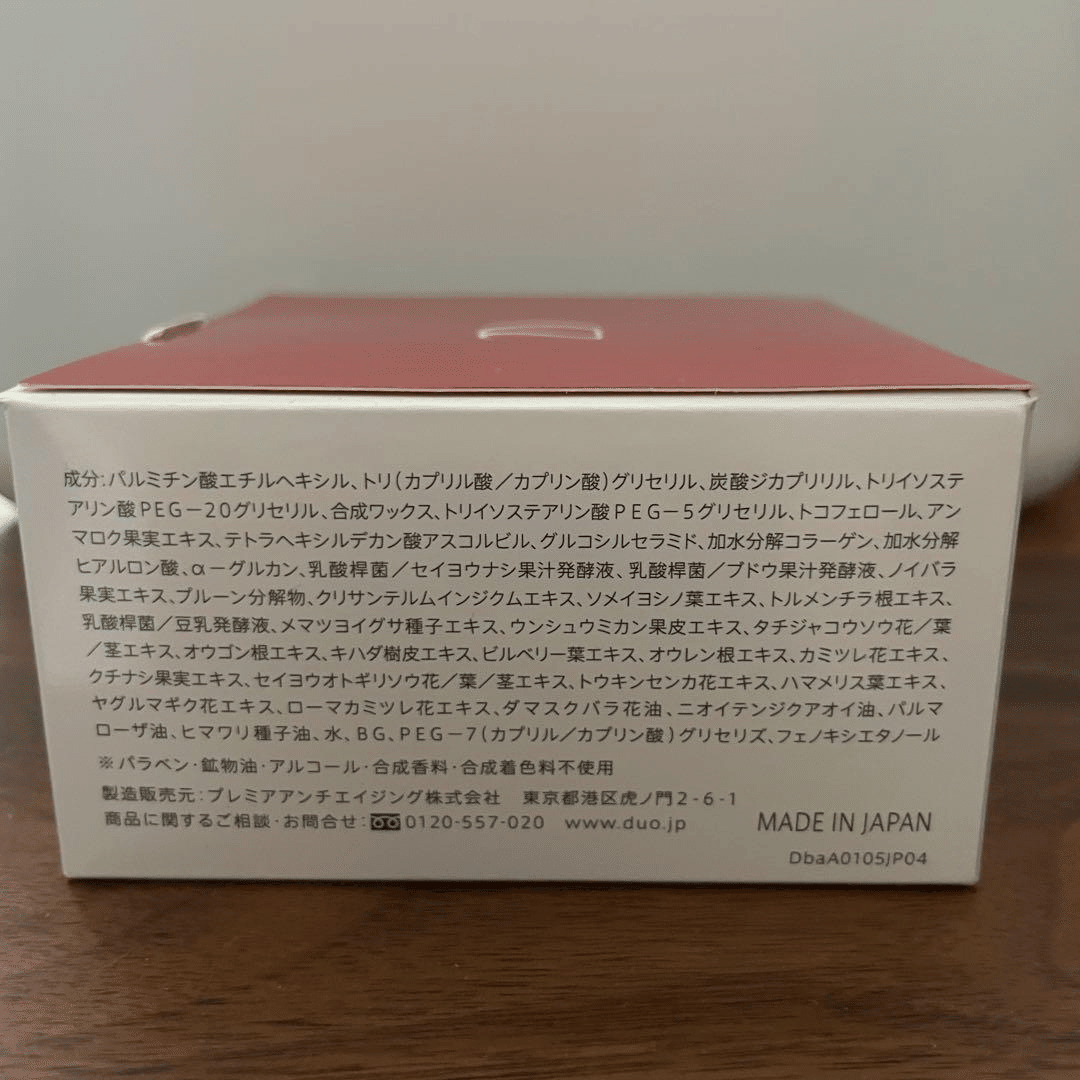 成分:パルミチン酸エチルヘキシル、トリ(カプリル酸/カプリン酸)グリセリル、炭酸ジカプリリル、トリイソステ
アリン酸PEG-20グリセリル、合成ワックス、トリイソステアリン酸PEG-5グリセリル、トコフェロール、アン
マロク果実エキス、テトラヘキシルデカン酸アスコルビル、グルコシルセラミド、加水分解コラーゲン、加水分解
ヒアルロン酸、α-グルカン、乳酸桿菌/セイヨウナシ果汁発酵液、乳酸桿菌/ブドウ果汁発酵液、ノイバラ
果実エキス、プルーン分解物、クリサンテルムインジクムエキス、ソメイヨシノ葉エキス、トルメンチラ根エキス、
乳酸桿菌/豆乳発酵液、メマツヨイグサ種子エキス、ウンシュウミカン果皮エキス、タチジャコウソウ花/葉
/茎エキス、オウゴン根エキス、キハダ樹皮エキス、ビルベリー葉エキス、オウレン根エキス、カミツレ花エキス、
クチナシ果実エキス、セイヨウオトギリソウ花/葉/茎エキス、トウキンセンカ花エキス、ハマメリス葉エキス、
ヤグルマギク花エキス、ローマカミツレ花エキス、ダマスクバラ花油、ニオイテンジクアオイ油、パルマ
ローザ油、ヒマワリ種子油、水、BG、PEG-7(カプリル/カプリン酸)グリセリズ、フェノキシエタノール
※パラベン・鉱物油・アルコール・合成香料・合成着色料不使用
製造販売元:プレミアアンチエイジング株式会社 東京都港区虎ノ門2-6-1
商品に関するご相談・お問合せ:0120-557-020 www.duo.jp MADE IN JAPAN
DbaA0105JP04